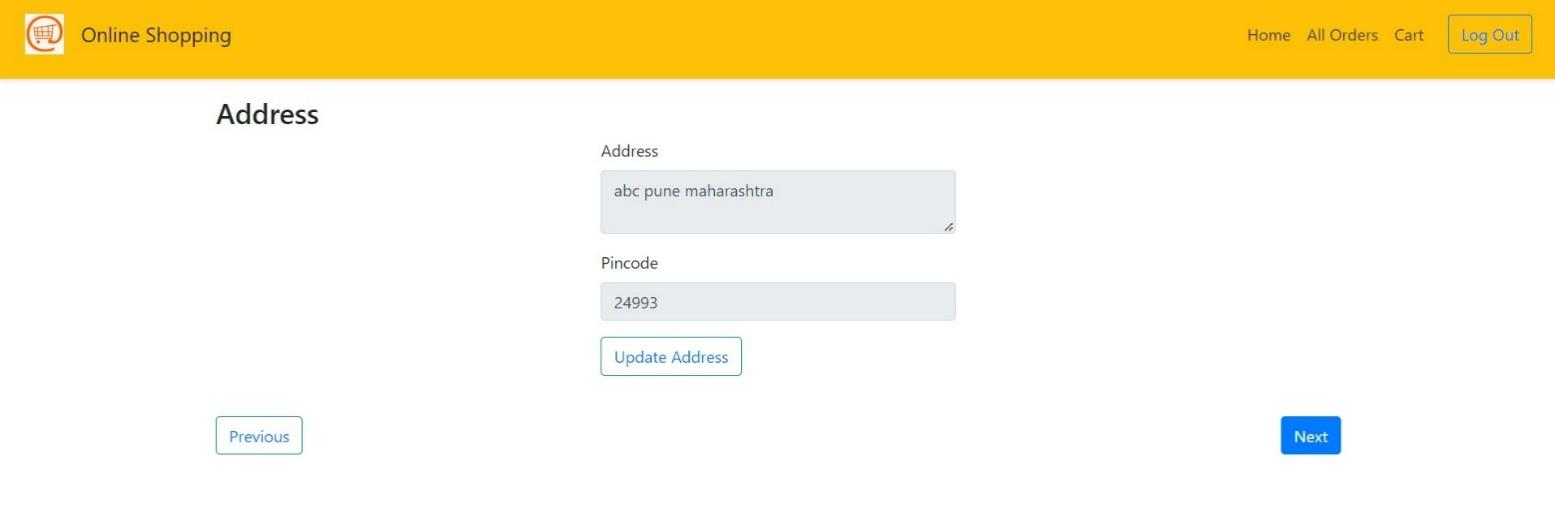 Online Shopping Home All Orders Cart Log Out
Address
Address
abc pune maharashtra
Pincode
24993
Update Address
Previous Next